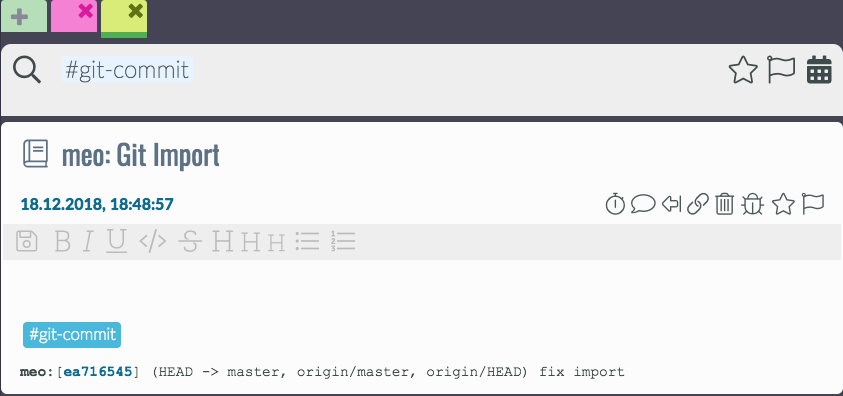 #git-commit
meo: Git Import
18.12.2018, 18:48:57
B I U </> S H H H
#git-commit
meo:[ea716545] (HEAD -> master, origin/master, origin/HEAD) fix import